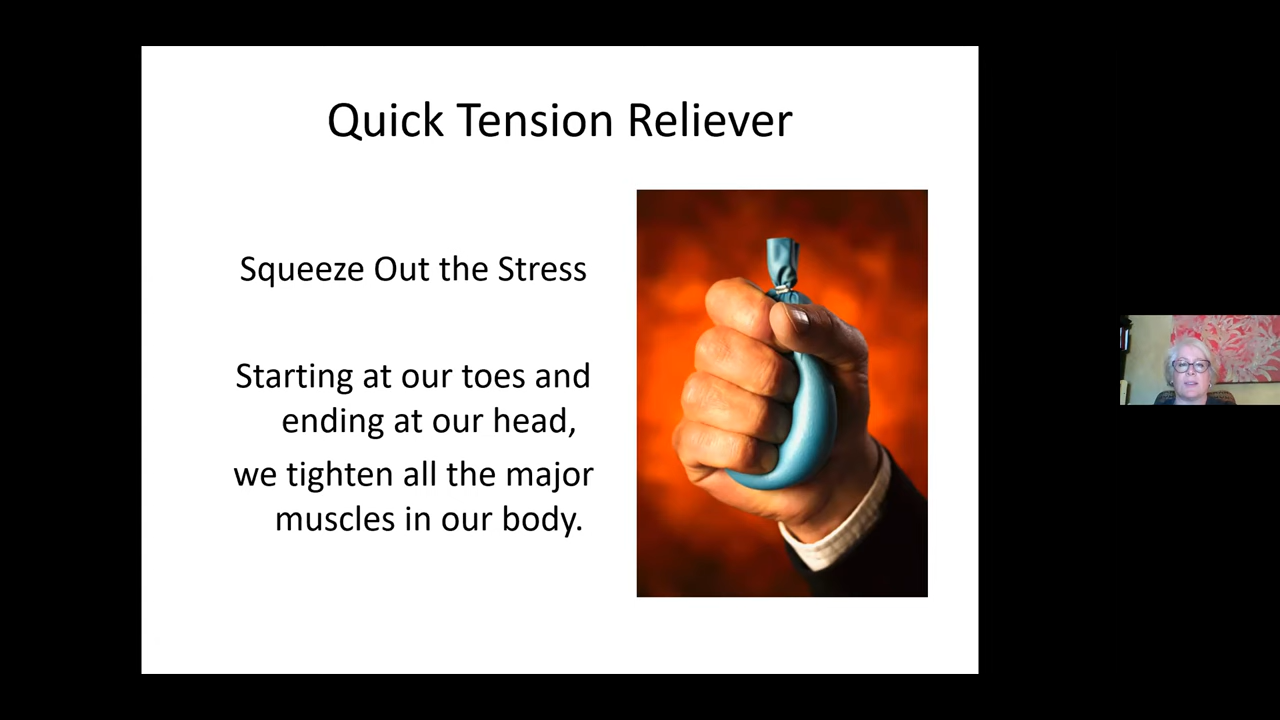 Quick Tension Reliever
Squeeze Out the Stress
Starting at our toes and
ending at our head,
we tighten all the major
muscles in our body.